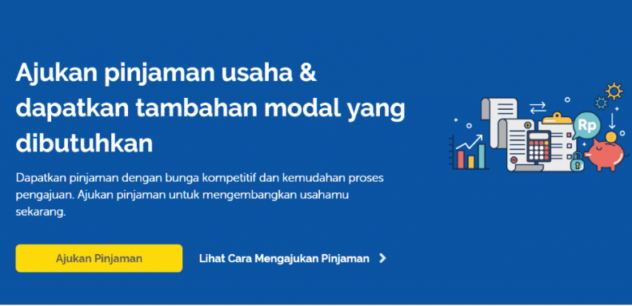 Ajukan pinjaman usaha &
dapatkan tambahan modal yang
dibutuhkan
Dapatkan pinjaman dengan bunga kompetitif dan kemudahan proses
pengajuan. Ajukan pinjaman untuk mengembangkan usahamu
sekarang.
Rp
Ajukan Pinjaman
Lihat Cara Mengajukan Pinjaman